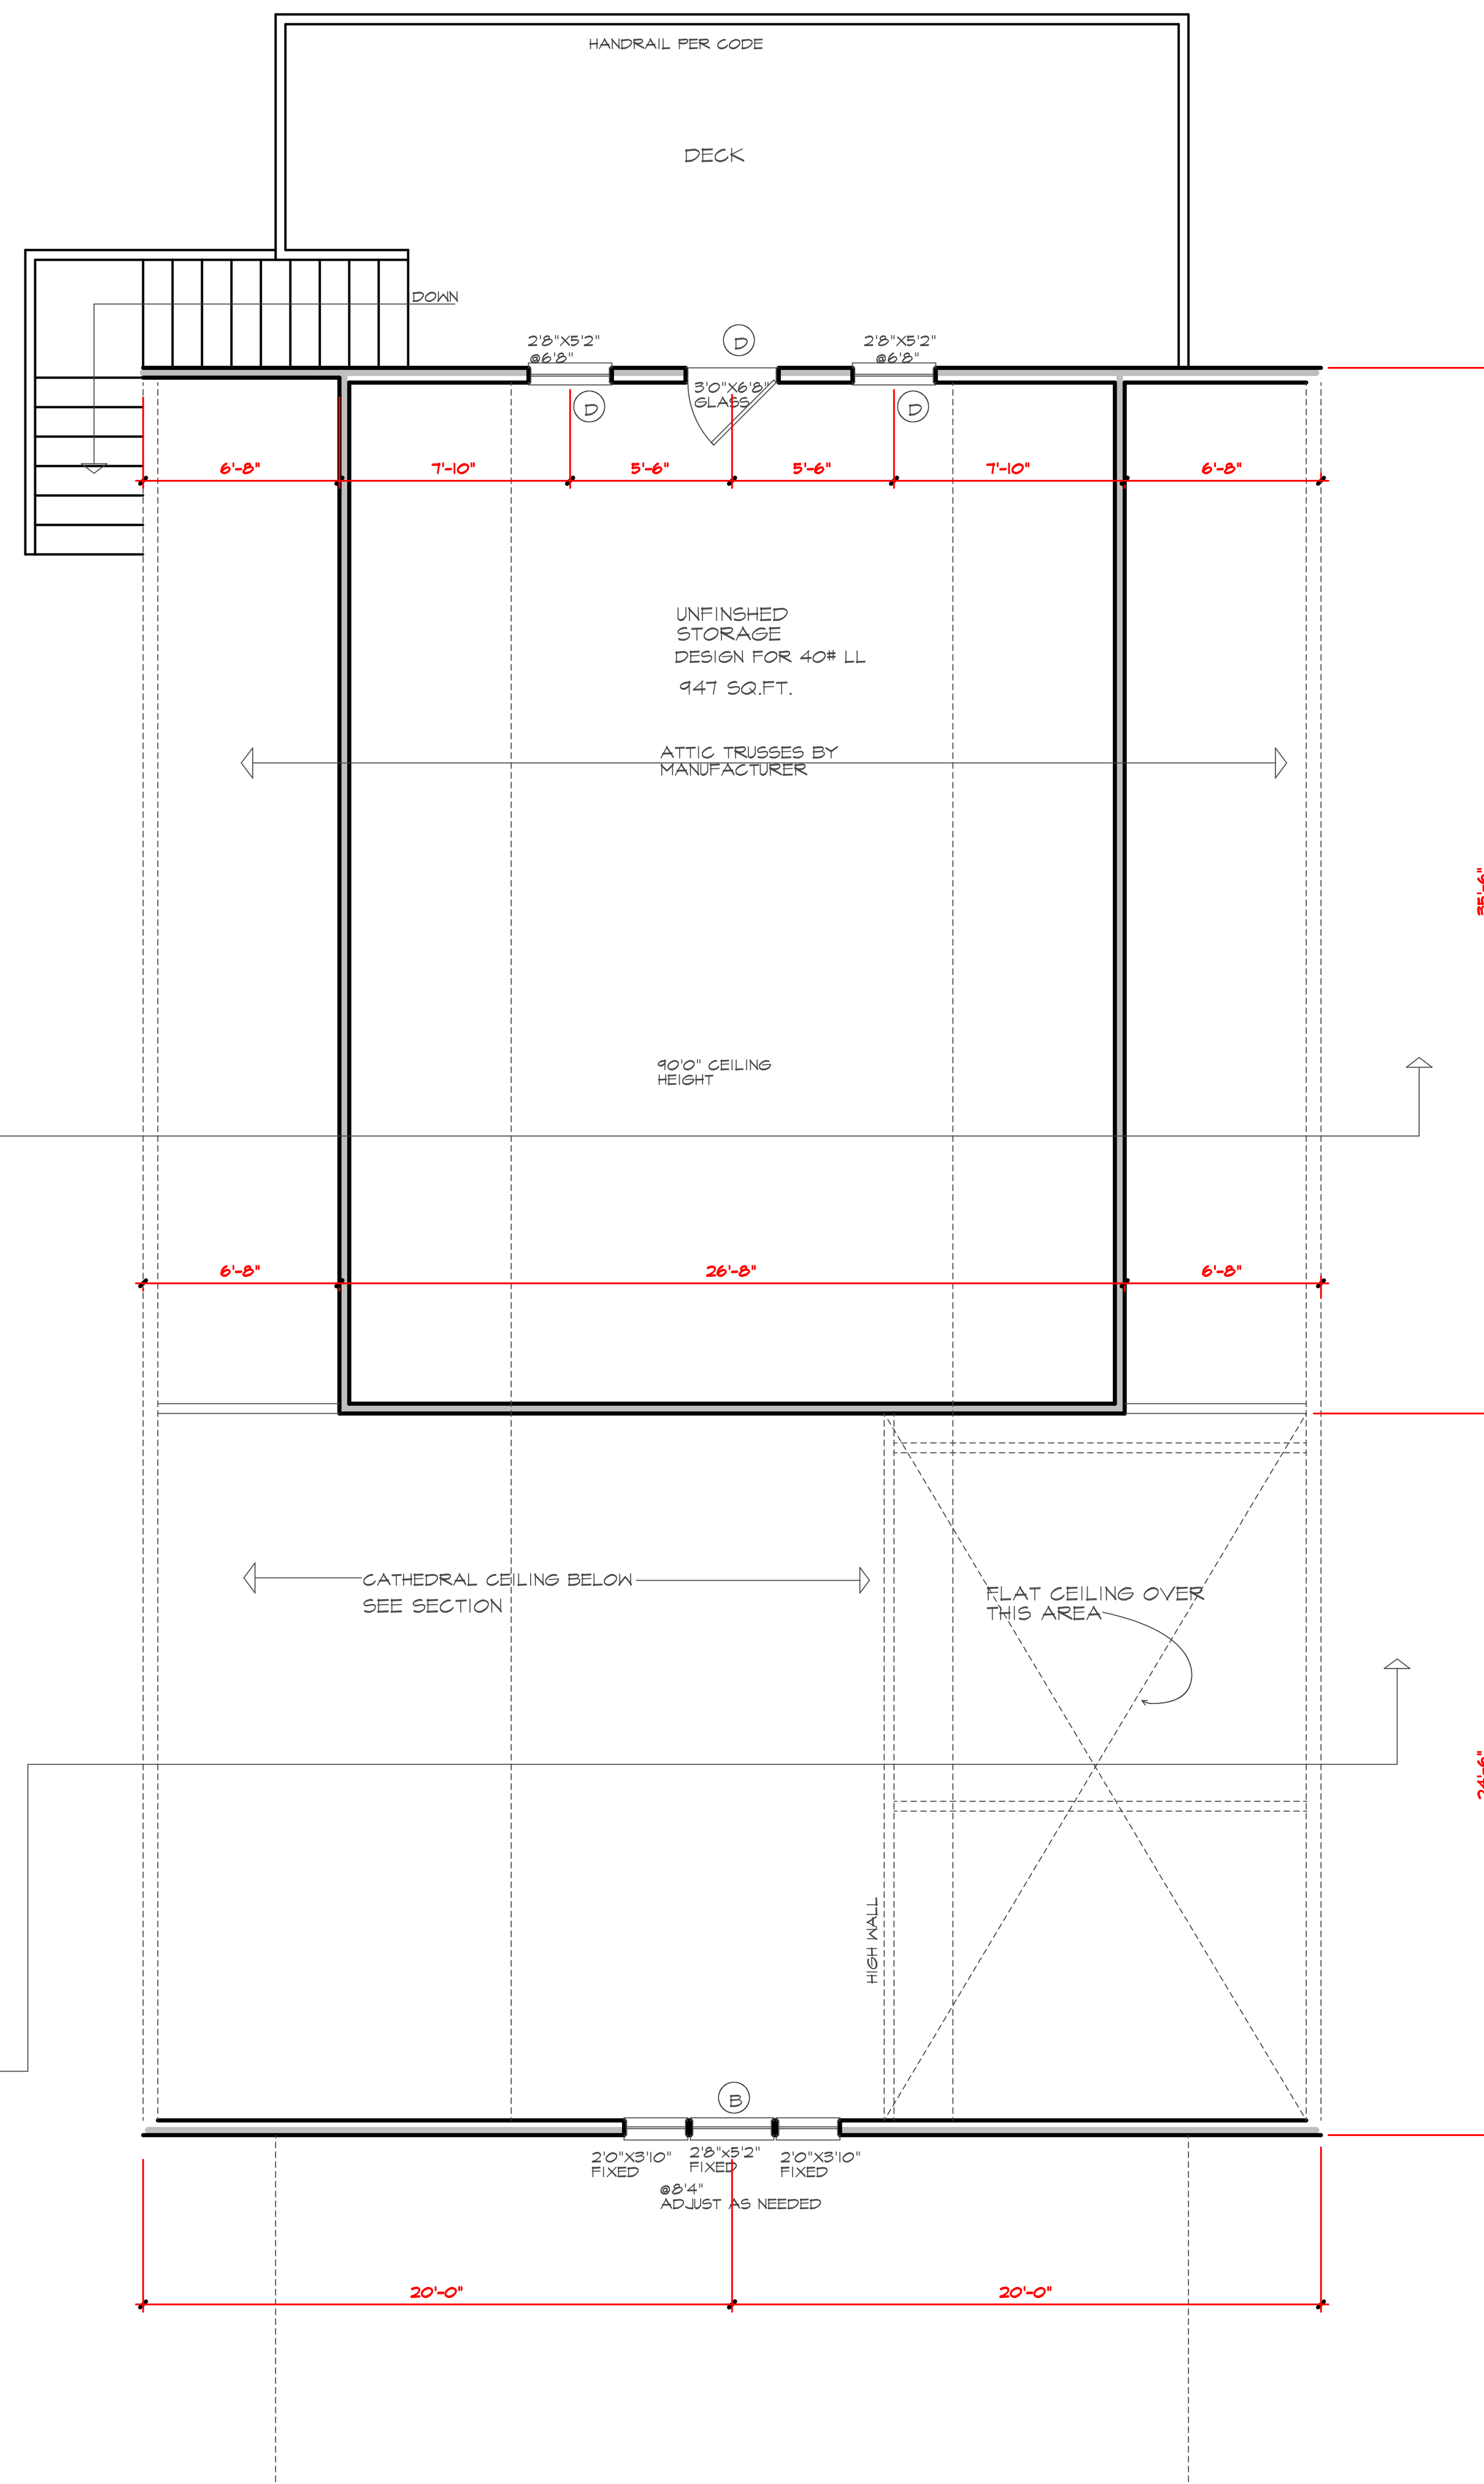 HANDRAIL PER CODE
DECK
DOWN
2'8"X5'2"
@6'8"
D
2'8"X5'2"
@6'8"
3'0"X6'8"
GLASS
D
D
6'-8"
7'-10"
5'-6"
5'-6"
7'-10"
6'-8"
UNFINSHED
STORAGE
DESIGN FOR 40# LL
947 SQ.FT.
ATTIC TRUSSES BY
MANUFACTURER
35'-6"
90'0" CEILING
HEIGHT
6'-8"
26'-8"
6'-8"
CATHEDRAL CEILING BELOW
SEE SECTION
FLAT CEILING OVER
THIS AREA
24'-6"
HIGH WALL
B
2'0"X3'10"
FIXED
2'8"x5'2"
FIXED
2'0"X3'10"
FIXED
@8'4"
ADJUST AS NEEDED
20'-0"
20'-0"